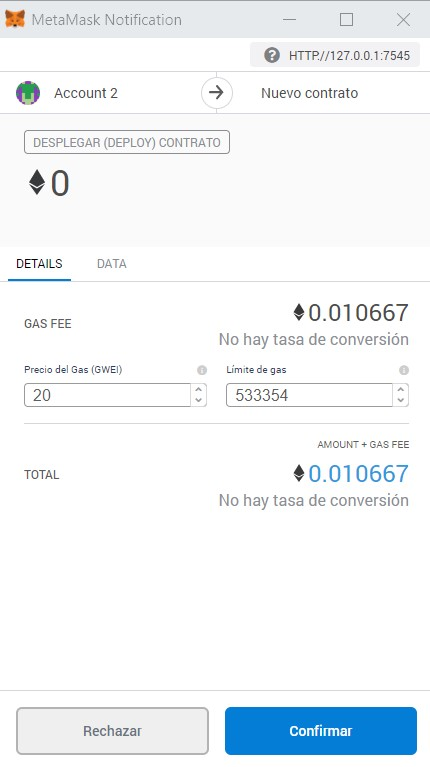 MetaMask Notification
HTTP://127.0.0.1:7545
Account 2
Nuevo contrato
DESPLEGAR (DEPLOY) CONTRATO
0
DETAILS
DATA
GAS FEE
0.010667
No hay tasa de conversión
Precio del Gas (GWEI)
Límite de gas
20
533354
AMOUNT + GAS FEE
TOTAL
0.010667
No hay tasa de conversión
Rechazar
Confirmar